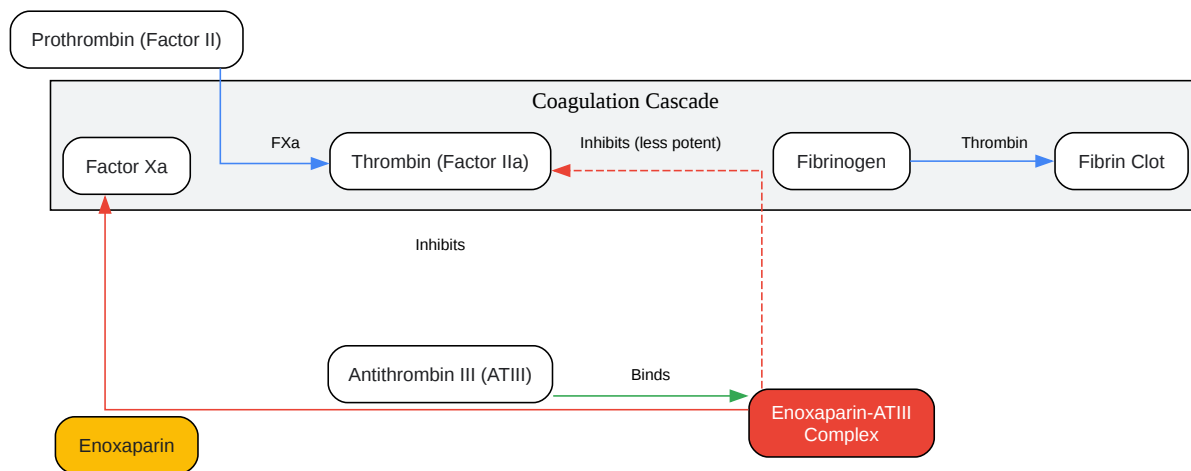 Prothrombin (Factor II)
Coagulation Cascade
FXa
Inhibits (less potent)
Thrombin
Factor Xa
Thrombin (Factor IIa)
Fibrinogen
Fibrin Clot
Inhibits
Antithrombin III (ATIII)
Binds
Enoxaparin-ATIII
Complex
Enoxaparin